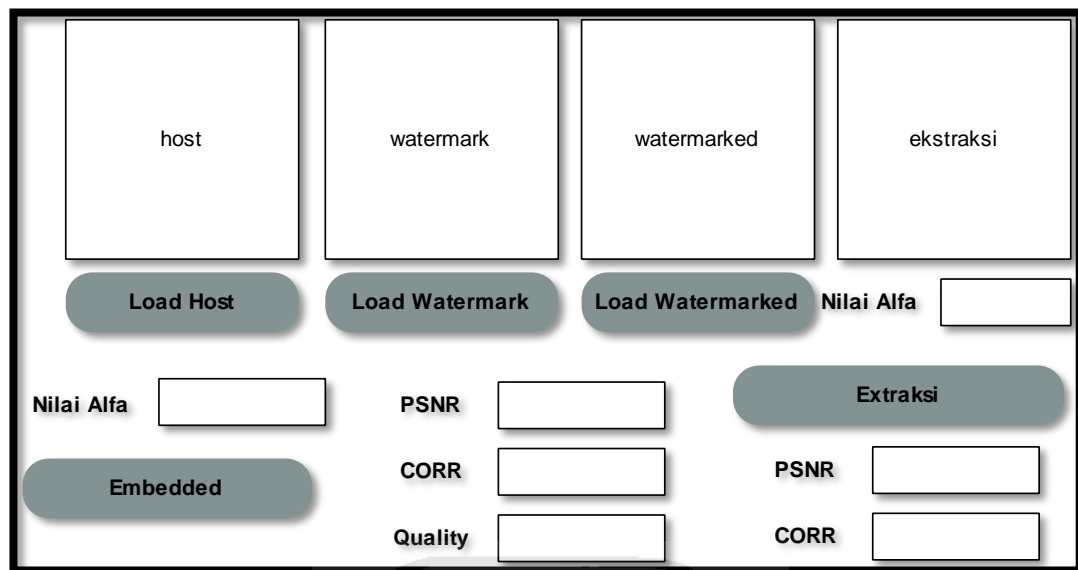 host
watermark
watermarked
ekstraksi
Load Host
Load Watermark
Load Watermarked
Nilai Alfa
Nilai Alfa
PSNR
Extraksi
CORR
PSNR
Embedded
Quality
CORR